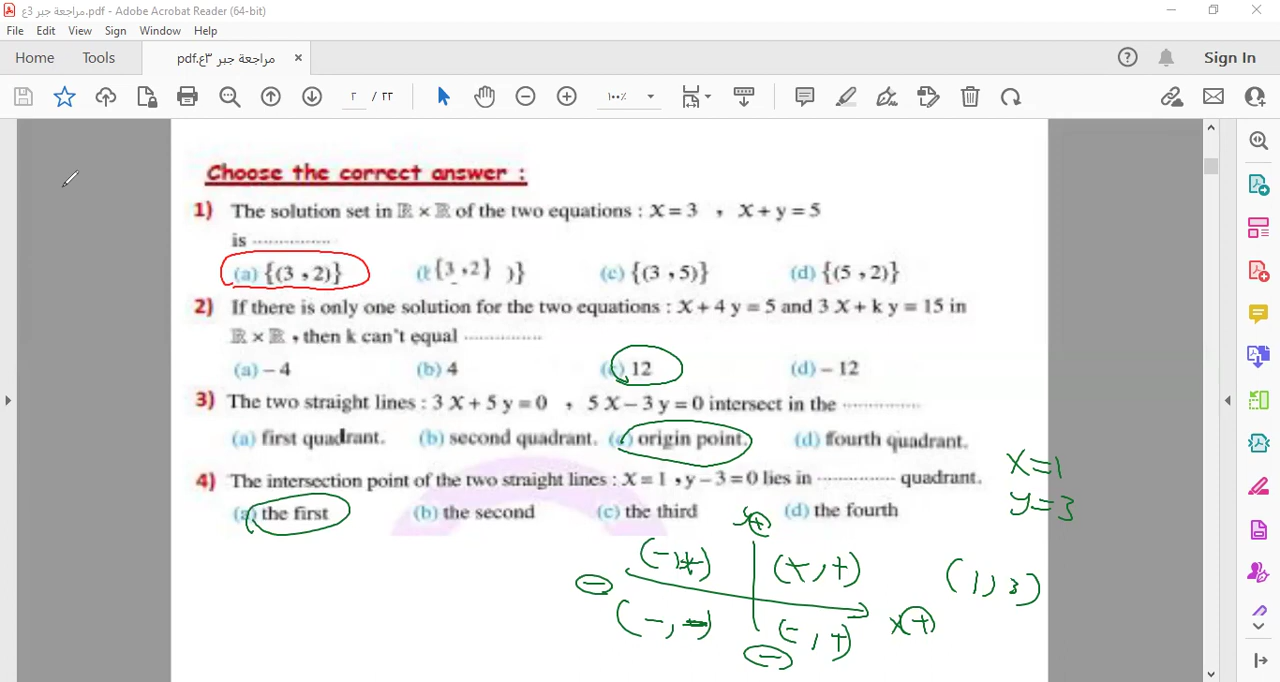 مراجعة جبر 3ع.pdf - Adobe Acrobat Reader (64-bit)
File Edit View Sign Window Help
Home Tools مراجعة جبر ٣ع.pdf × Sign In
٢ / ٢٢ ١٠٠٪
Choose the correct answer :
1) The solution set in ℝ × ℝ of the two equations : X = 3 , X + y = 5
is ................
(a) {(3 , 2)} {3 , 2} )} (c) {(3 , 5)} (d) {(5 , 2)}
2) If there is only one solution for the two equations : X + 4 y = 5 and 3 X + k y = 15 in
ℝ × ℝ , then k can't equal ................
(a) – 4 (b) 4 (c) 12 (d) – 12
3) The two straight lines : 3 X + 5 y = 0 , 5 X – 3 y = 0 intersect in the ................
(a) first quadrant. (b) second quadrant. (c) origin point. (d) fourth quadrant.
4) The intersection point of the two straight lines : X = 1 , y – 3 = 0 lies in ................ quadrant.
(a) the first (b) the second (c) the third (d) the fourth
x=1
y=3
y+
(-,+) (+,+) (1,3)
-
(-,-) (-,+) x+
-